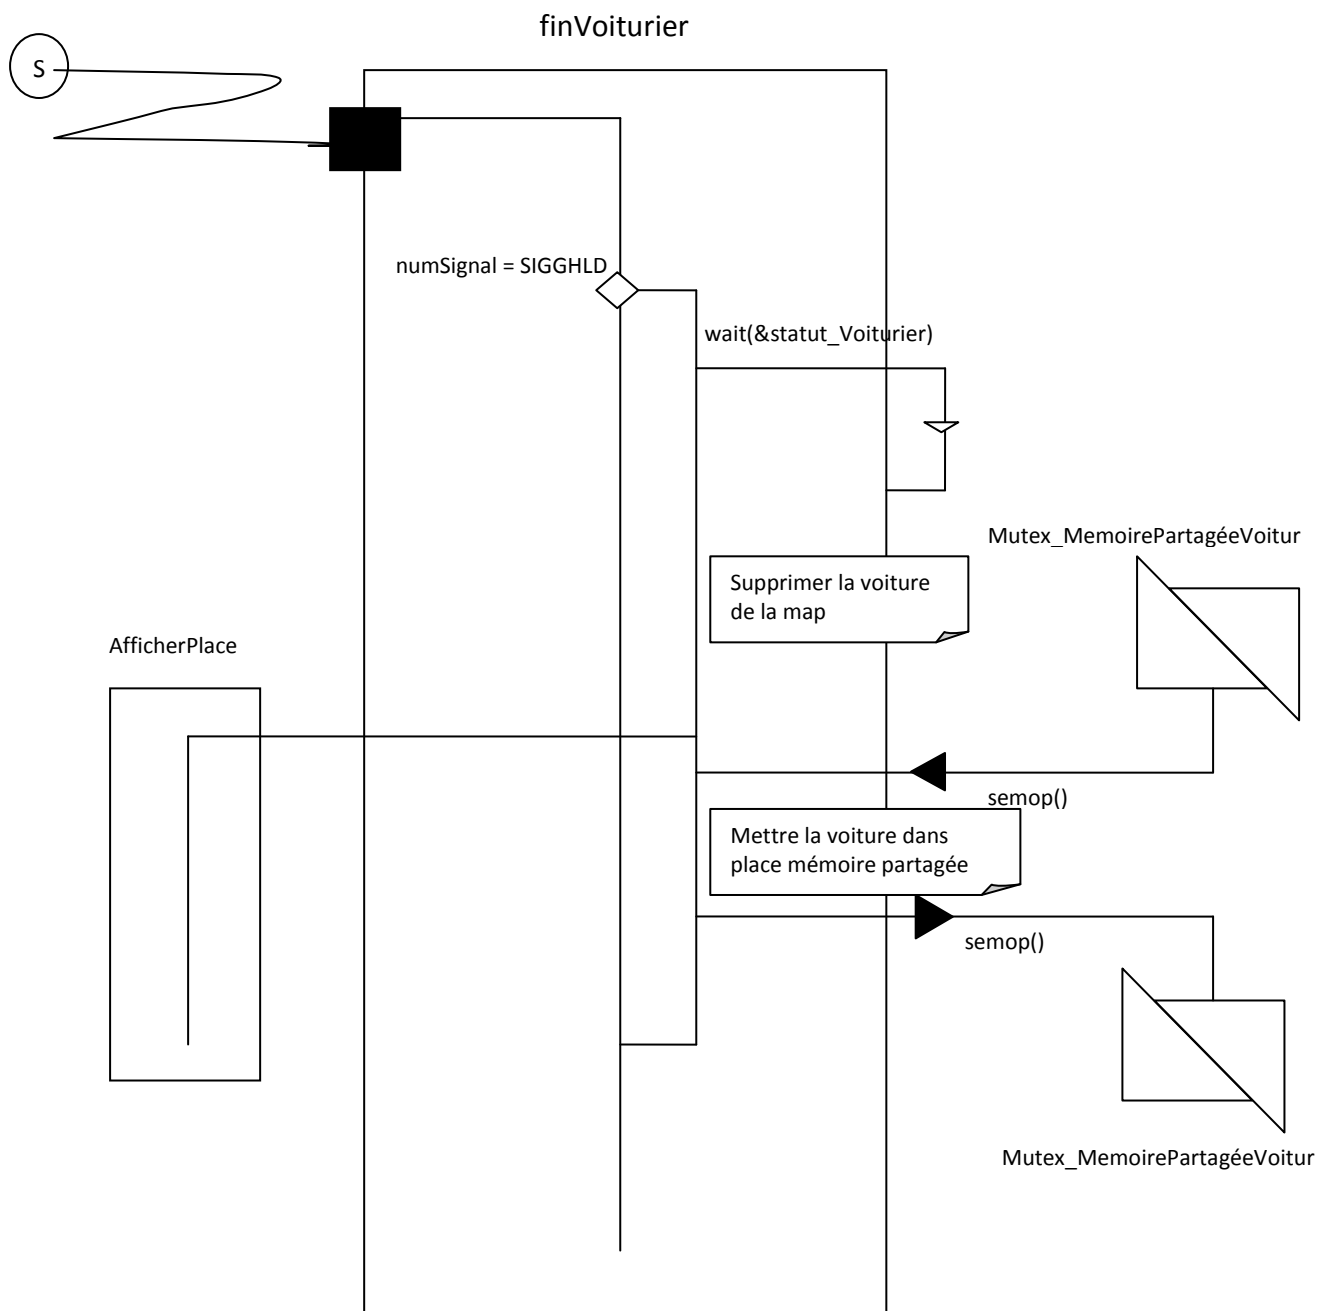 finVoiturier
S
numSignal = SIGGHLD
wait(&statut_Voiturier)
Mutex_MemoirePartagéeVoitur
Supprimer la voiture
de la map
AfficherPlace
semop()
Mettre la voiture dans
place mémoire partagée
semop()
Mutex_MemoirePartagéeVoitur